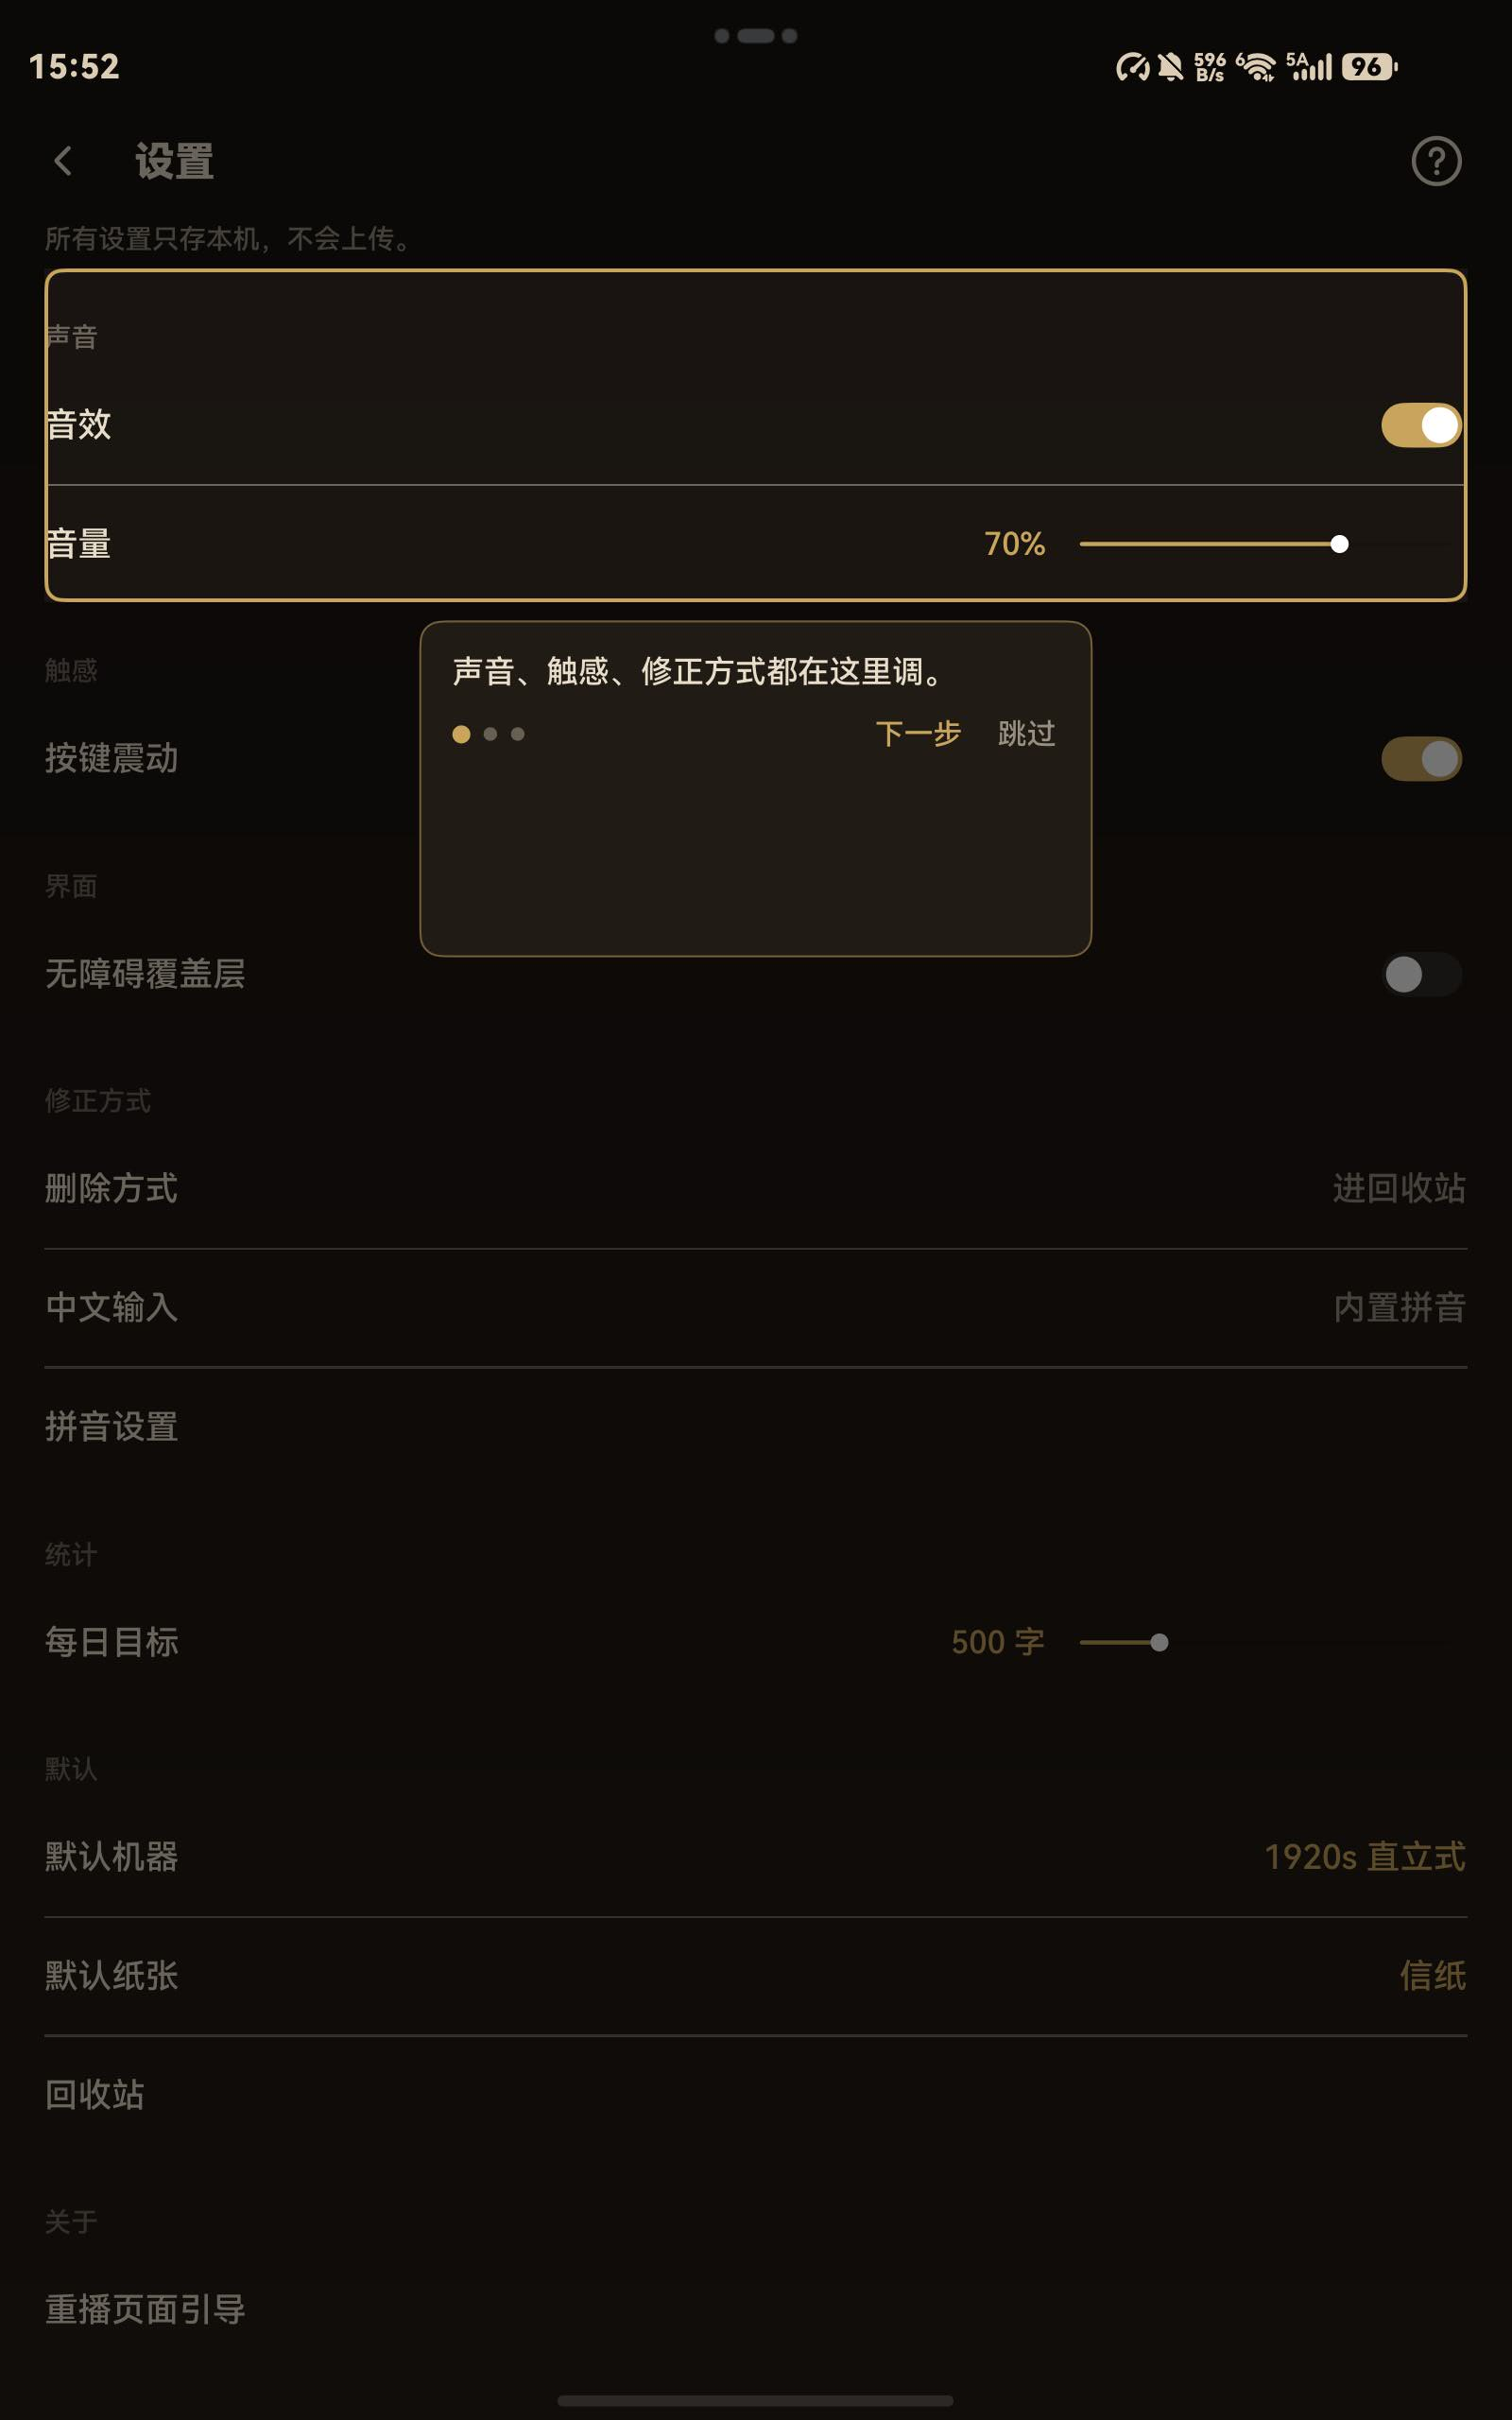 15:52
596 B/s
6
5A
96
设置
所有设置只存本机，不会上传。
声音
音效
音量 70%
声音、触感、修正方式都在这里调。
下一步 跳过
触感
按键震动
界面
无障碍覆盖层
修正方式
删除方式 进回收站
中文输入 内置拼音
拼音设置
统计
每日目标 500 字
默认
默认机器 1920s 直立式
默认纸张 信纸
回收站
关于
重播页面引导